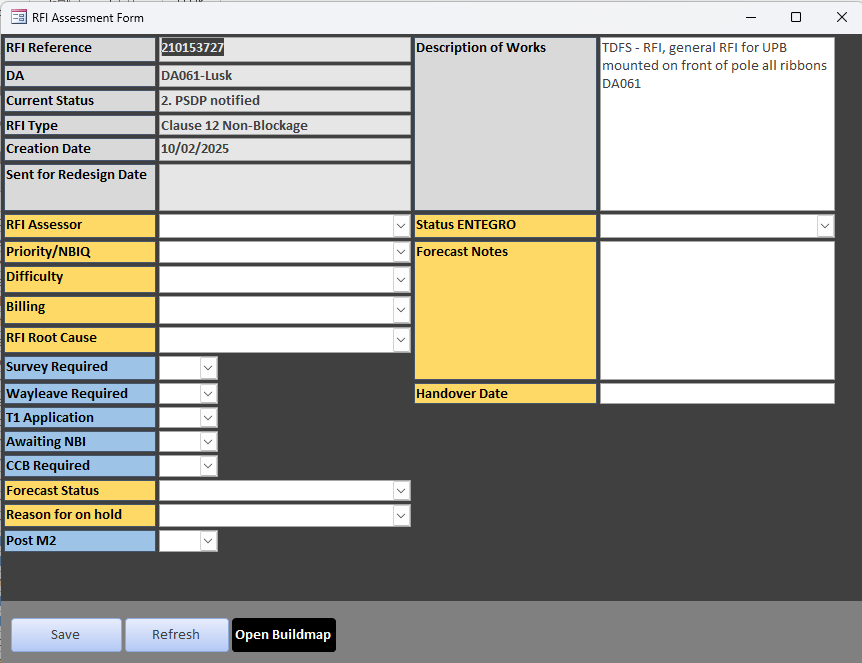 RFI Assessment Form
RFI Reference
210153727
DA
DA061-Lusk
Current Status
2. PSDP notified
RFI Type
Clause 12 Non-Blockage
Creation Date
10/02/2025
Sent for Redesign Date
Description of Works
TDFS - RFI, general RFI for UPB
mounted on front of pole all ribbons
DA061
RFI Assessor
Priority/NBIQ
Difficulty
Billing
RFI Root Cause
Status ENTEGRO
Forecast Notes
Handover Date
Survey Required
Wayleave Required
T1 Application
Awaiting NBI
CCB Required
Forecast Status
Reason for on hold
Post M2
Save
Refresh
Open Buildmap